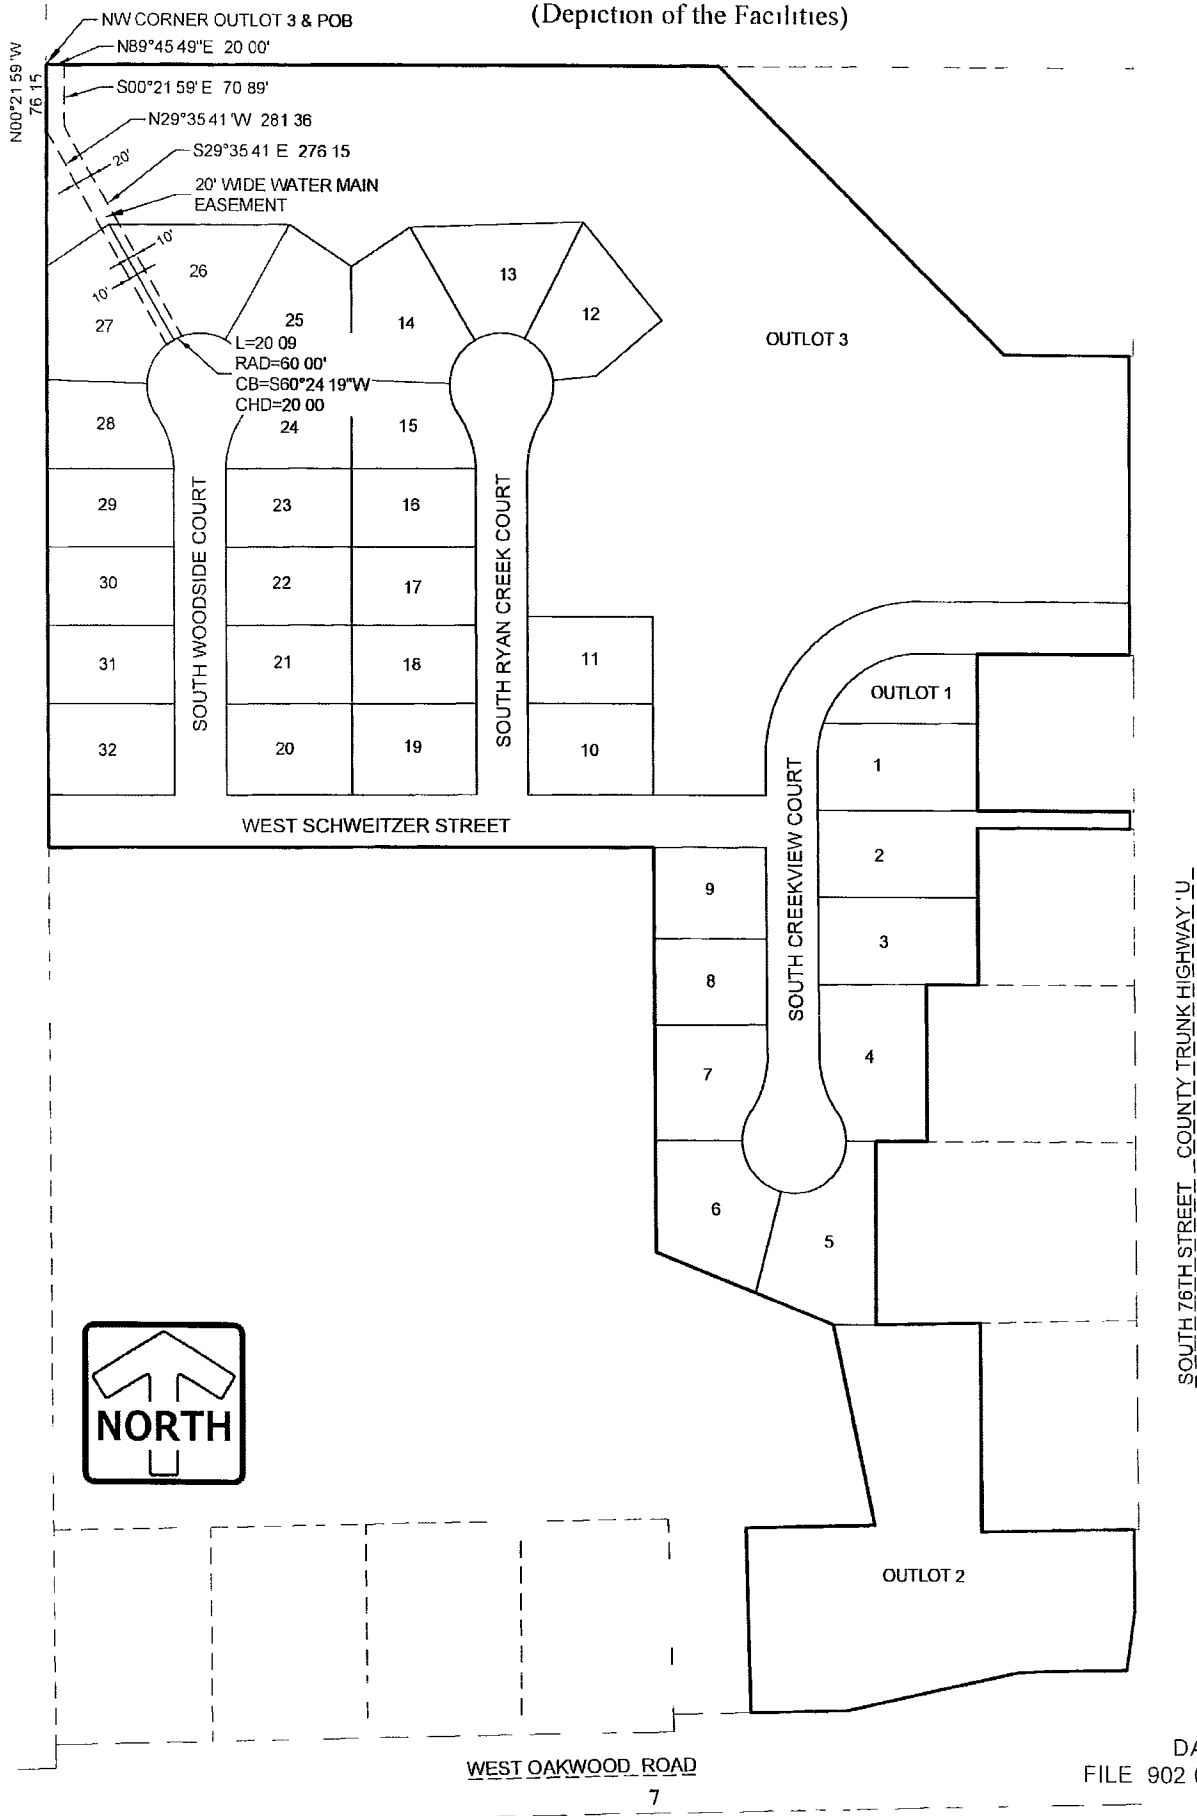 (Depiction of the Facilities)
NW CORNER OUTLOT 3 & POB
N89°45 49"E 20 00'
N00°21 59 "W
76 15
S00°21 59' E 70 89'
N29°35 41 'W 281 36
S29°35 41 E 276 15
20'
20' WIDE WATER MAIN
EASEMENT
10'
10'
26
27
25
14
13
12
OUTLOT 3
L=20 09
RAD=60 00'
CB=S60°24 19"W
CHD=20 00
28
24
15
29
23
16
30
22
17
31
21
18
11
32
20
19
10
SOUTH WOODSIDE COURT
SOUTH RYAN CREEK COURT
OUTLOT 1
1
WEST SCHWEITZER STREET
SOUTH CREEKVIEW COURT
2
9
3
8
4
7
6
5
SOUTH 76TH STREET COUNTY TRUNK HIGHWAY 'U
NORTH
OUTLOT 2
WEST OAKWOOD ROAD
7
DA
FILE 902